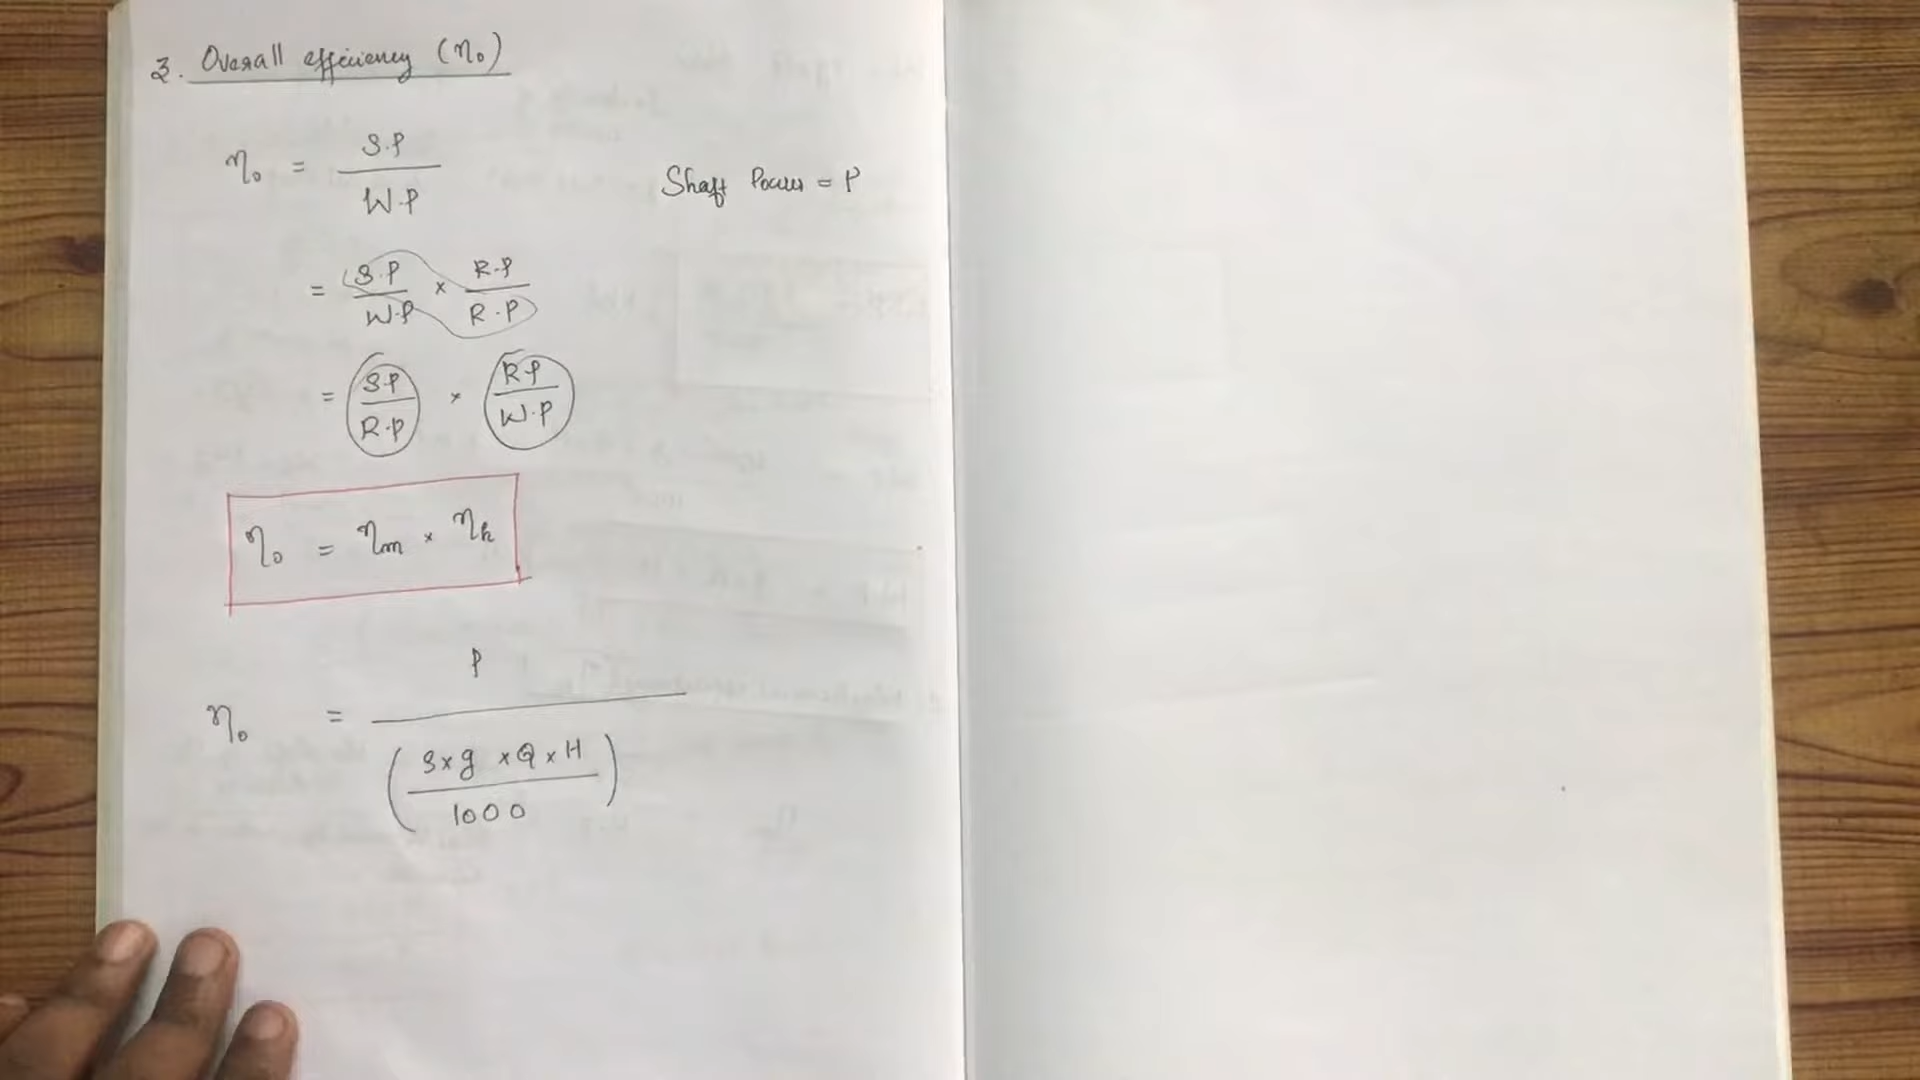 3. Overall efficiency (η₀)
η₀ = S.P / W.P
Shaft Power = P
= S.P / W.P × R.P / R.P
= S.P / R.P × R.P / W.P
η₀ = ηm × ηh
η₀ = P / (ρ×g×Q×H / 1000)